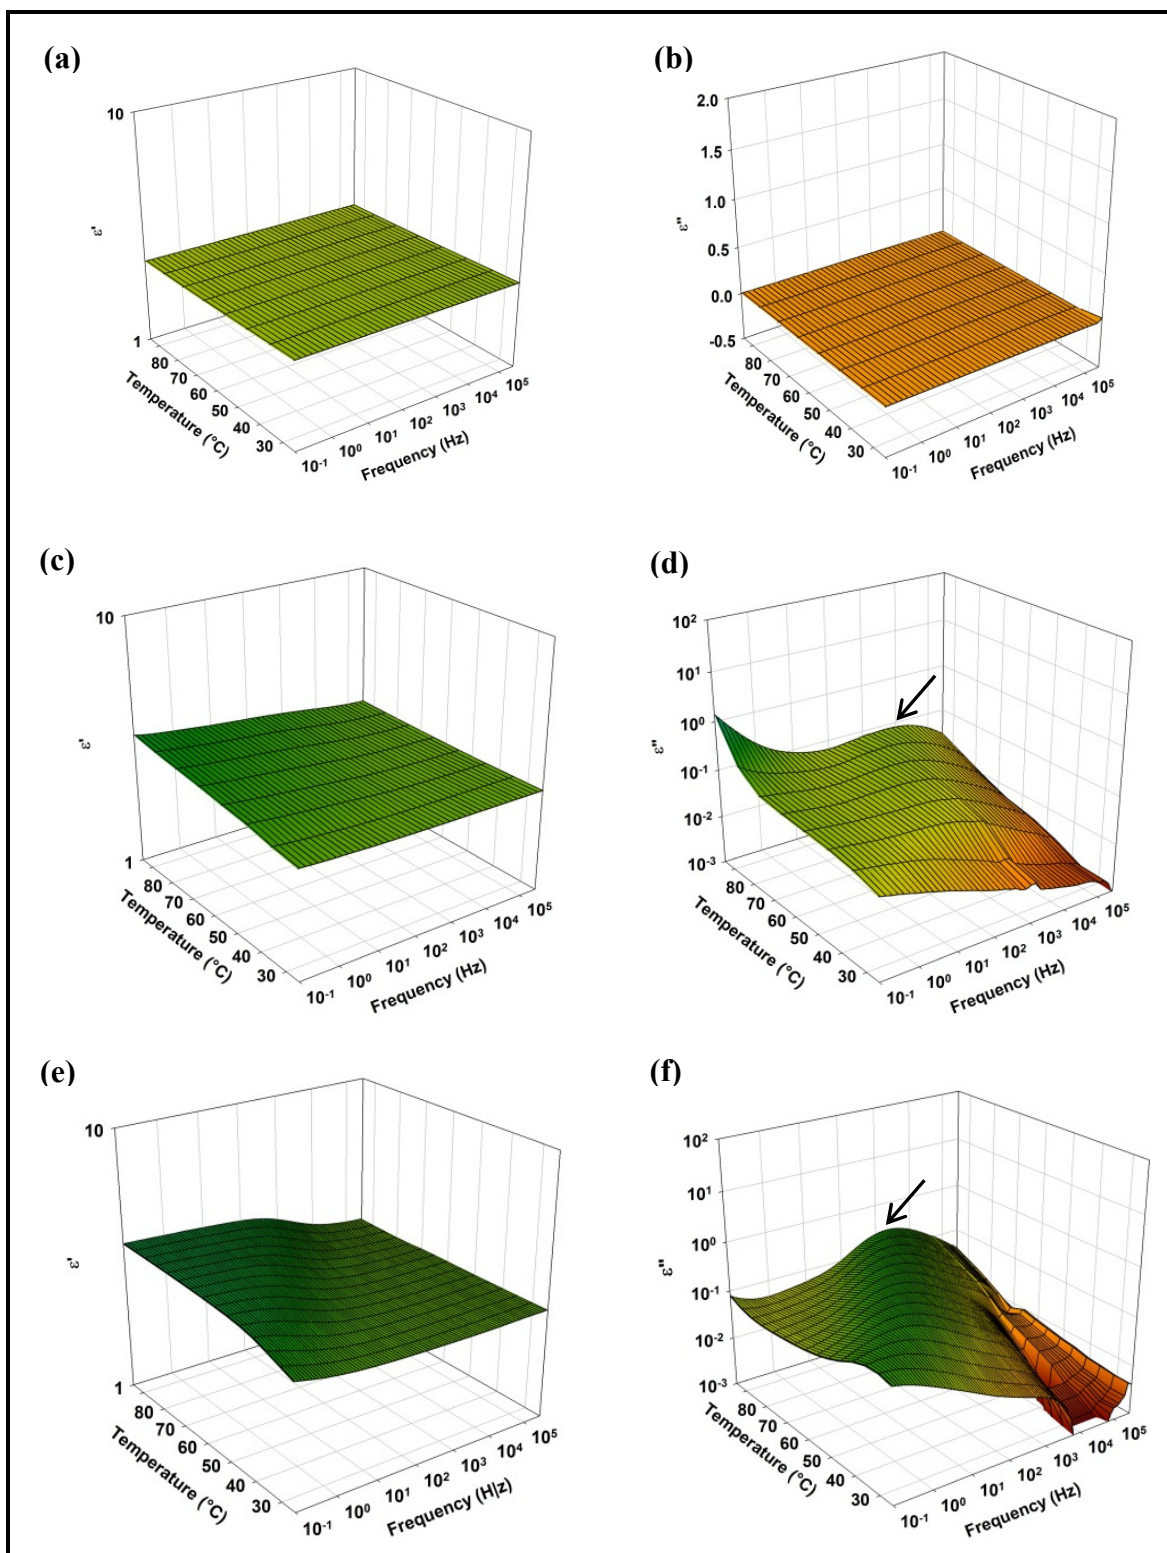 (a)
10
ε'
1
80
70
60
50
40
30
Temperature (°C)
10⁻¹ 10⁰ 10¹ 10² 10³ 10⁴ 10⁵
Frequency (Hz)
(b)
2.0
1.5
1.0
0.5
0.0
-0.5
ε"
80
70
60
50
40
30
Temperature (°C)
10⁻¹ 10⁰ 10¹ 10² 10³ 10⁴ 10⁵
Frequency (Hz)
(c)
10
ε'
1
80
70
60
50
40
30
Temperature (°C)
10⁻¹ 10⁰ 10¹ 10² 10³ 10⁴ 10⁵
Frequency (Hz)
(d)
10²
10¹
10⁰
10⁻¹
10⁻²
10⁻³
ε"
80
70
60
50
40
30
Temperature (°C)
10⁻¹ 10⁰ 10¹ 10² 10³ 10⁴ 10⁵
Frequency (Hz)
(e)
10
ε'
1
80
70
60
50
40
30
Temperature (°C)
10⁻¹ 10⁰ 10¹ 10² 10³ 10⁴ 10⁵
Frequency (H|z)
(f)
10²
10¹
10⁰
10⁻¹
10⁻²
10⁻³
ε"
80
70
60
50
40
30
Temperature (°C)
10⁻¹ 10⁰ 10¹ 10² 10³ 10⁴ 10⁵
Frequency (Hz)